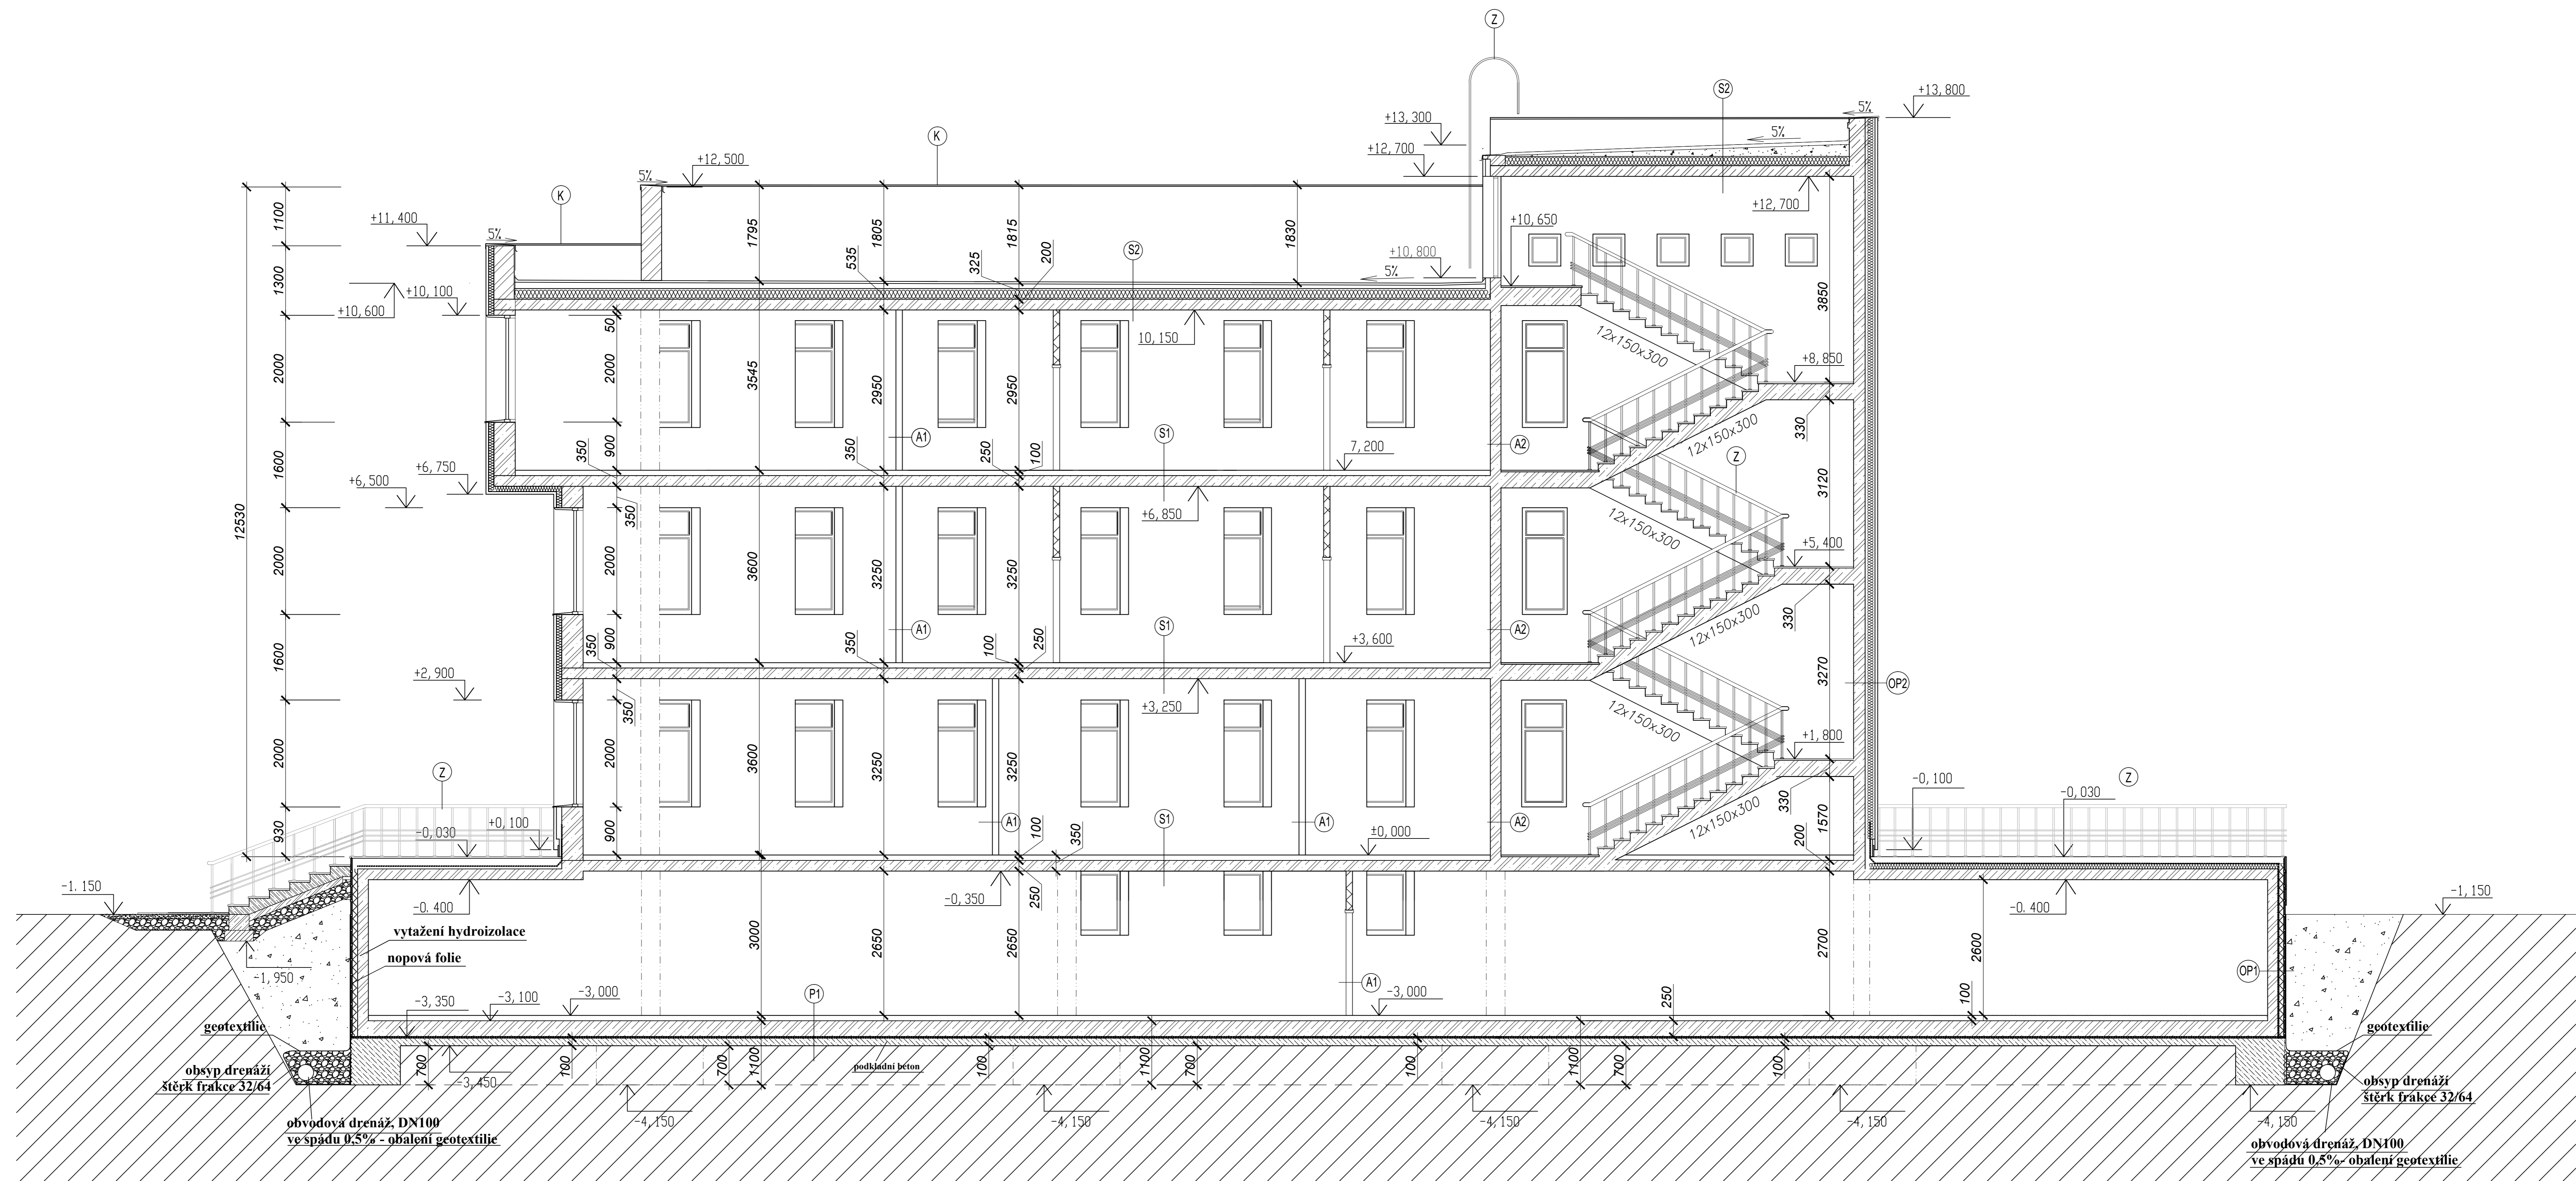 Z
S2
+13,800
5%
+13,300
5%
K
+12,700
+12,500
5%
K
1100
+11,400
5%
1795
1805
1815
1830
+12,700
+10,650
S2
535
325
200
+10,800
5%
1300
+10,100
+10,600
50
10,150
3850
12x150x300
+8,850
2000
2000
3545
2950
2950
A1
S1
A2
330
12x150x300
Z
1600
900
350
350
250
100
7,200
+6,750
+6,500
350
+6,850
3120
12530
12x150x300
+5,400
2000
2000
3600
3250
3250
330
12x150x300
A1
S1
A2
1600
900
350
350
100
250
+3,600
+2,900
350
+3,250
3270
OP2
12x150x300
+1,800
2000
2000
3600
3250
3250
Z
Z
-0,100
-0,030
330
12x150x300
1570
930
+0,100
-0,030
900
A1
S1
A1
A2
100
350
±0,000
200
-1.150
-0.400
-0,350
250
-0.400
-1,150
vytažení hydroizolace
nopová folie
-1,950
3000
2650
2650
2700
2600
OP1
A1
P1
-3,350
-3,100
-3,000
-3,000
250
100
geotextilie
geotextilie
700
-3,450
100
700
1100
podkladní beton
100
1100
700
100
1100
700
100
obsyp drenáží
štěrk frakce 32/64
obsyp drenáží
štěrk frakce 32/64
-4,150
-4,150
-4,150
-4,150
-4,150
obvodová drenáž, DN100
ve spádu 0,5% - obalení geotextilie
obvodová drenáž, DN100
ve spádu 0,5%- obalení geotextilie